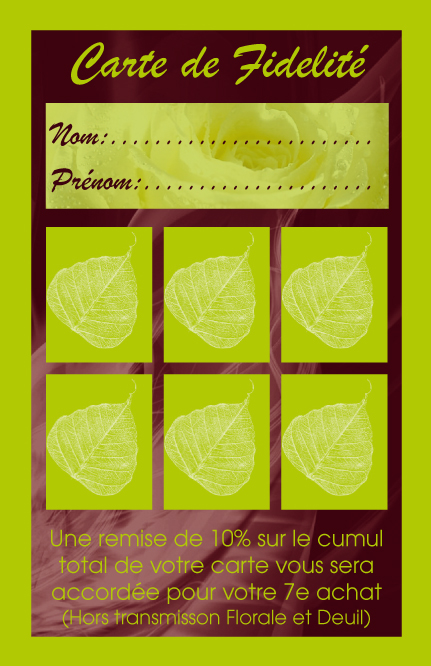 Carte de Fidelité
Nom:........................
Prénom:.....................
Une remise de 10% sur le cumul
total de votre carte vous sera
accordée pour votre 7e achat
(Hors transmisson Florale et Deuil)